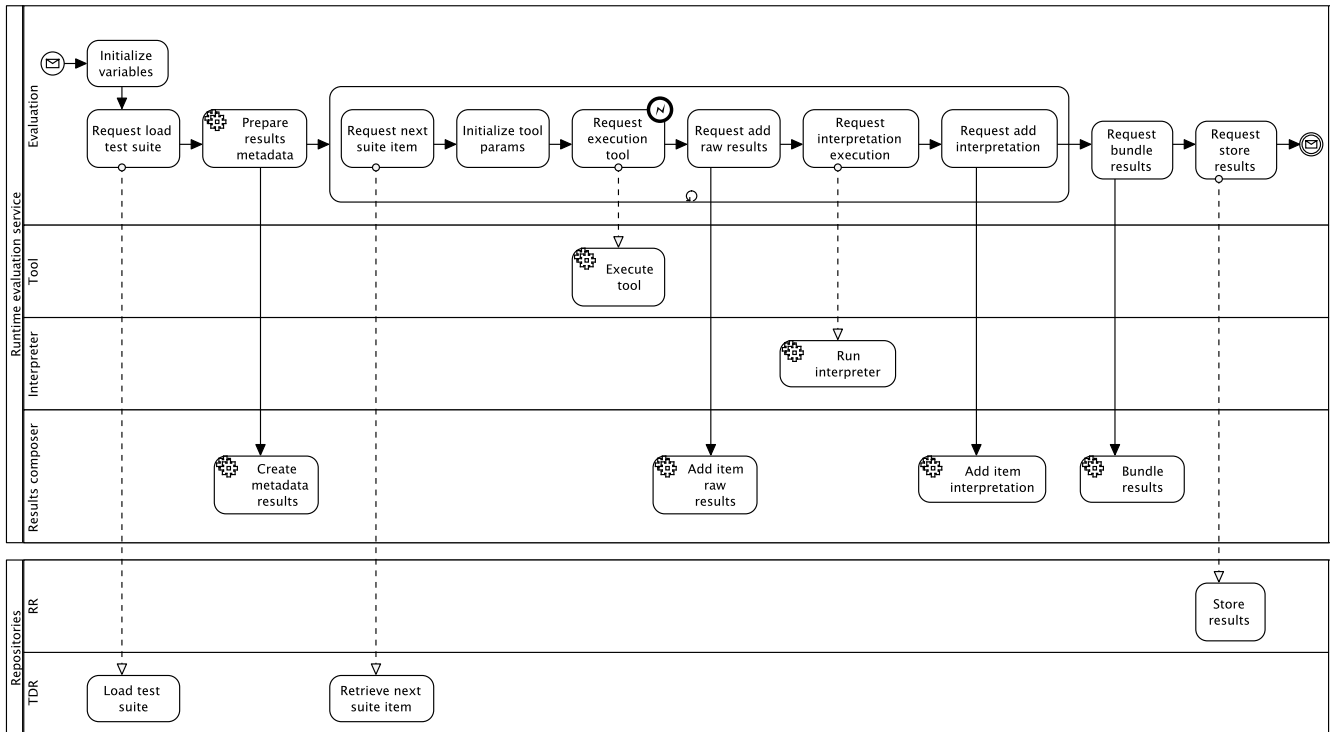 Runtime evaluation service
Evaluation
Initialize
variables
Request load
test suite
Prepare
results
metadata
Request next
suite item
Initialize tool
params
Request
execution
tool
Request add
raw results
Request
interpretation
execution
Request add
interpretation
Request
bundle
results
Request
store
results
Tool
Execute
tool
Interpreter
Run
interpreter
Results composer
Create
metadata
results
Add item
raw
results
Add item
interpretation
Bundle
results
Repositories
RR
Store
results
TDR
Load test
suite
Retrieve next
suite item